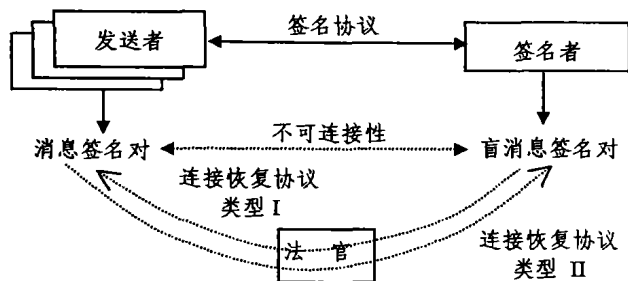 发送者
签名协议
签名者
消息签名对
不可连接性
盲消息签名对
连接恢复协议
类型 I
法 官
连接恢复协议
类型 II